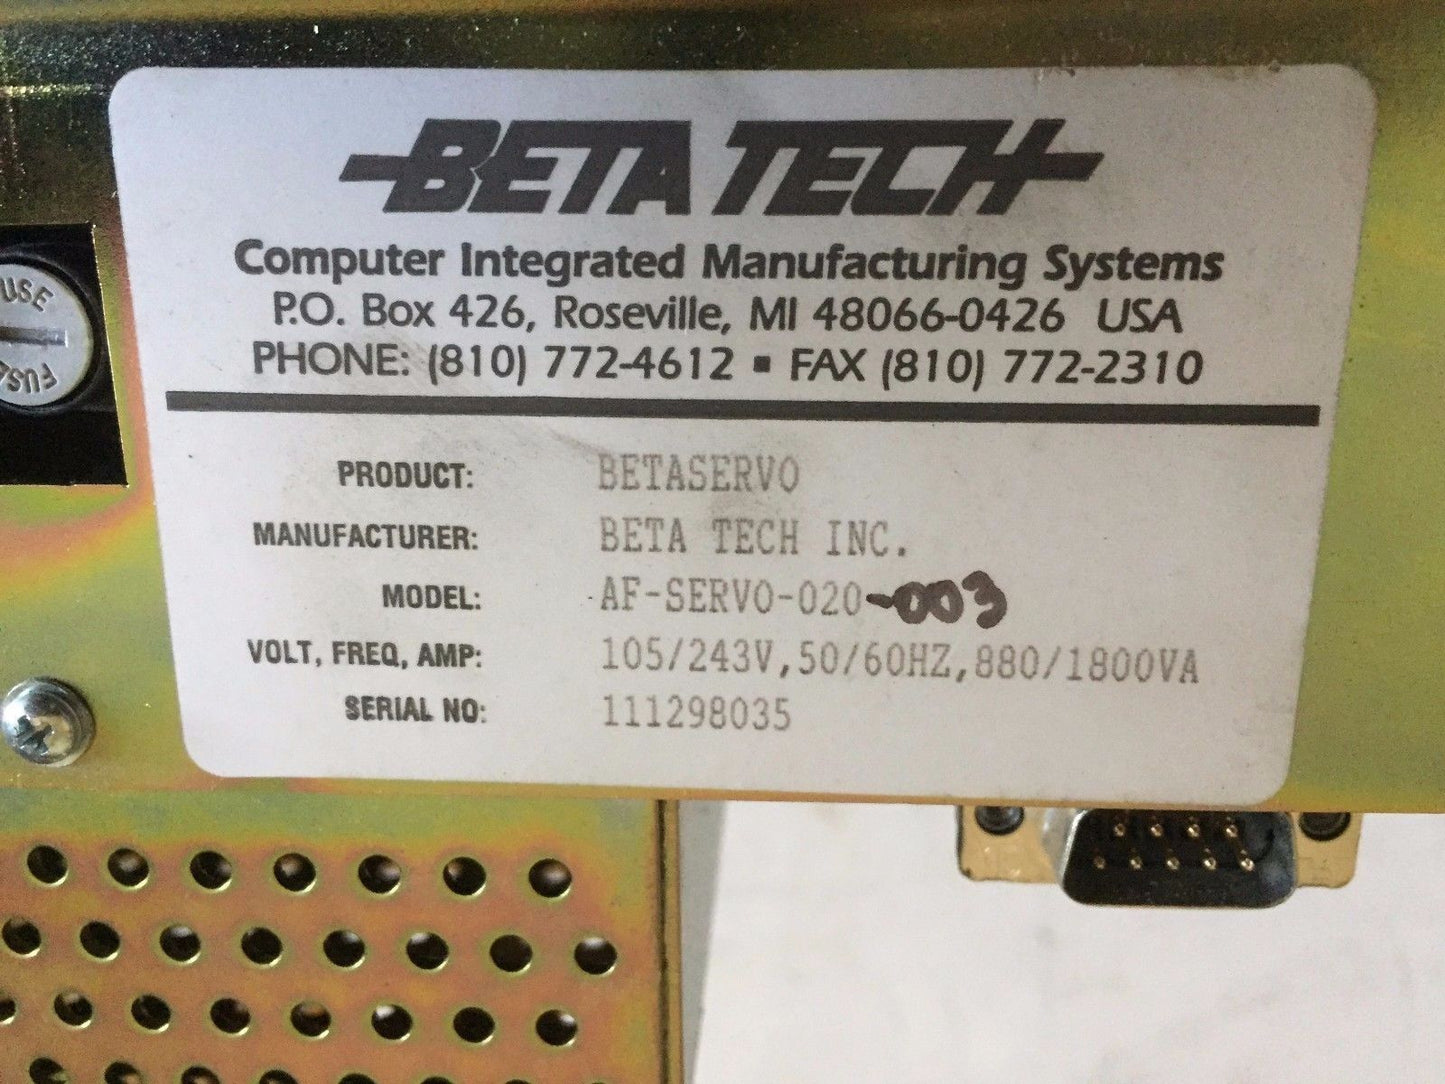 BETA TECH
Computer Integrated Manufacturing Systems
P.O. Box 426, Roseville, MI 48066-0426 USA
PHONE: (810) 772-4612 ▪ FAX (810) 772-2310
PRODUCT: BETASERVO
MANUFACTURER: BETA TECH INC.
MODEL: AF-SERVO-020-003
VOLT, FREQ, AMP: 105/243V,50/60HZ,880/1800VA
SERIAL NO: 111298035
FUSE
FUSE